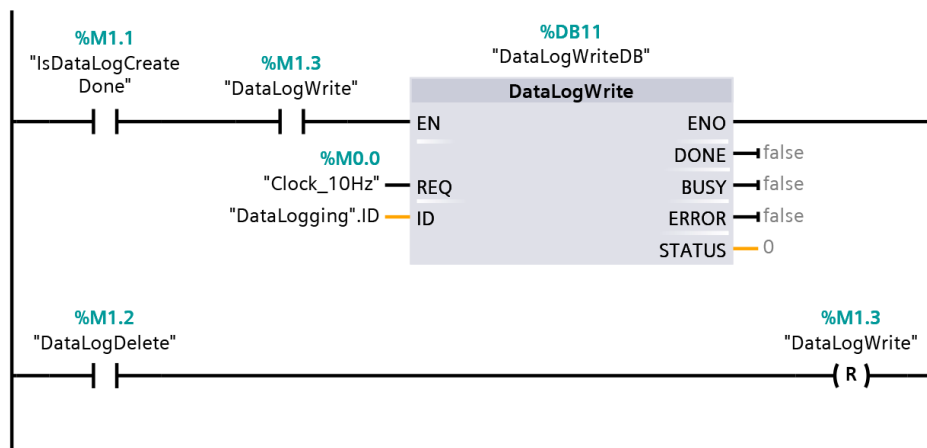 %M1.1
"IsDataLogCreate
Done"
%M1.3
"DataLogWrite"
%DB11
"DataLogWriteDB"
DataLogWrite
EN
ENO
%M0.0
"Clock_10Hz"
REQ
"DataLogging".ID
ID
DONE
false
BUSY
false
ERROR
false
STATUS
0
%M1.2
"DataLogDelete"
%M1.3
"DataLogWrite"
R